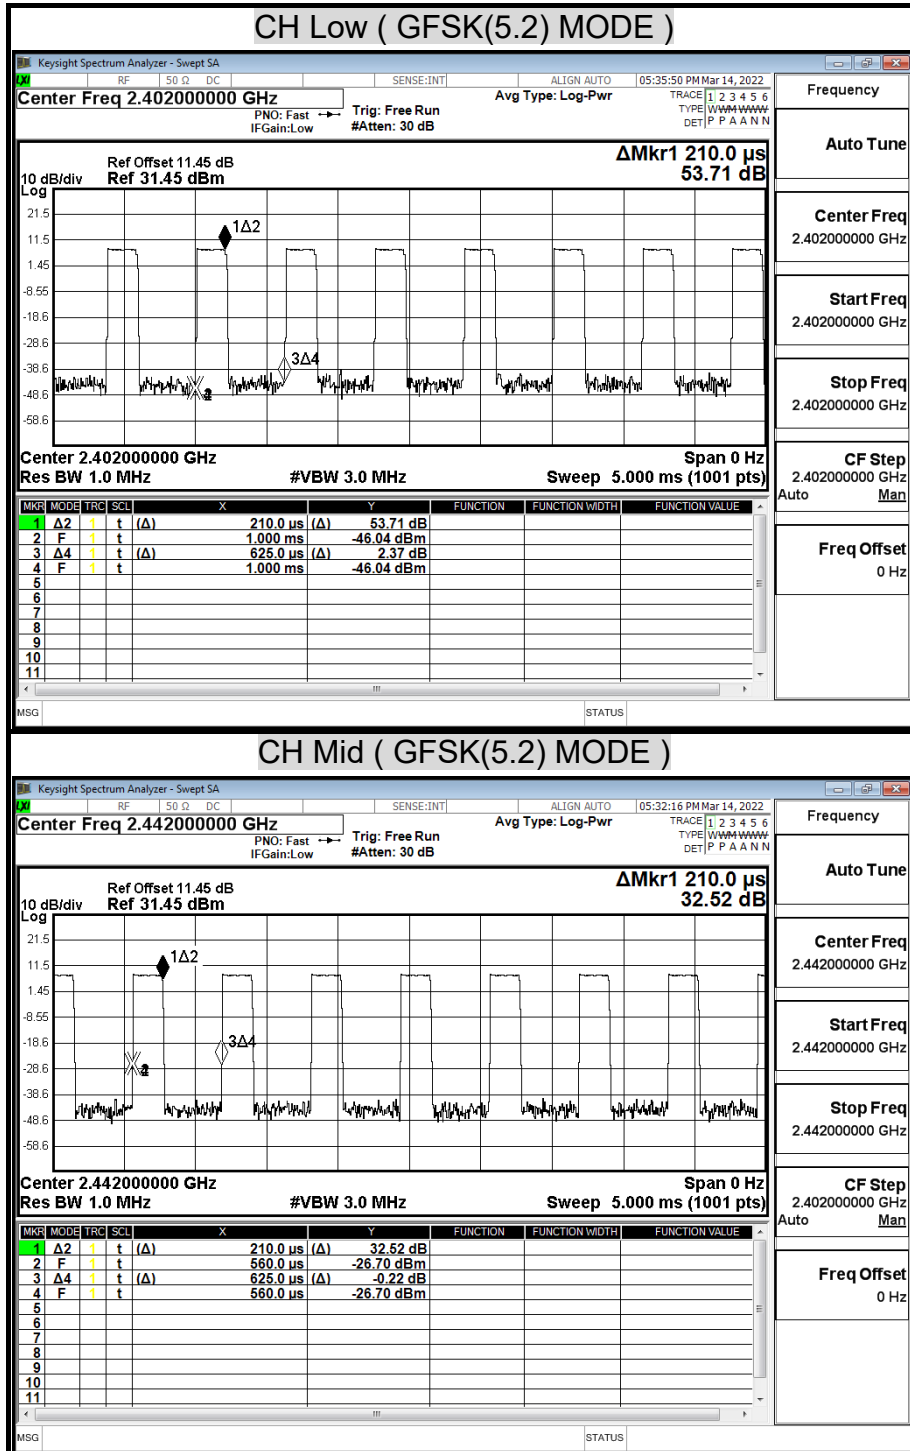 CH Low ( GFSK(5.2) MODE )
Keysight Spectrum Analyzer - Swept SA
LXI RF 50 Ω DC SENSE:INT ALIGN AUTO 05:35:50 PM Mar 14, 2022
Center Freq 2.402000000 GHz
PNO: Fast
IFGain:Low
Trig: Free Run
#Atten: 30 dB
Avg Type: Log-Pwr
TRACE 1 2 3 4 5 6
TYPE WWMWWWW
DET P P A A N N
Ref Offset 11.45 dB
10 dB/div Ref 31.45 dBm
Log
ΔMkr1 210.0 µs
53.71 dB
21.5
11.5
1.45
-8.55
-18.6
-28.6
-38.6
-48.6
-58.6
1Δ2
3Δ4
Center 2.402000000 GHz Span 0 Hz
Res BW 1.0 MHz #VBW 3.0 MHz Sweep 5.000 ms (1001 pts)
MKR MODE TRC SCL X Y FUNCTION FUNCTION WIDTH FUNCTION VALUE
1 Δ2 1 t (Δ) 210.0 µs (Δ) 53.71 dB
2 F 1 t 1.000 ms -46.04 dBm
3 Δ4 1 t (Δ) 625.0 µs (Δ) 2.37 dB
4 F 1 t 1.000 ms -46.04 dBm
5
6
7
8
9
10
11
MSG STATUS
Frequency
Auto Tune
Center Freq
2.402000000 GHz
Start Freq
2.402000000 GHz
Stop Freq
2.402000000 GHz
CF Step
2.402000000 GHz
Auto Man
Freq Offset
0 Hz
CH Mid ( GFSK(5.2) MODE )
Keysight Spectrum Analyzer - Swept SA
LXI RF 50 Ω DC SENSE:INT ALIGN AUTO 05:32:16 PM Mar 14, 2022
Center Freq 2.442000000 GHz
PNO: Fast
IFGain:Low
Trig: Free Run
#Atten: 30 dB
Avg Type: Log-Pwr
TRACE 1 2 3 4 5 6
TYPE WWMWWWW
DET P P A A N N
Ref Offset 11.45 dB
10 dB/div Ref 31.45 dBm
Log
ΔMkr1 210.0 µs
32.52 dB
21.5
11.5
1.45
-8.55
-18.6
-28.6
-38.6
-48.6
-58.6
1Δ2
3Δ4
Center 2.442000000 GHz Span 0 Hz
Res BW 1.0 MHz #VBW 3.0 MHz Sweep 5.000 ms (1001 pts)
MKR MODE TRC SCL X Y FUNCTION FUNCTION WIDTH FUNCTION VALUE
1 Δ2 1 t (Δ) 210.0 µs (Δ) 32.52 dB
2 F 1 t 560.0 µs -26.70 dBm
3 Δ4 1 t (Δ) 625.0 µs (Δ) -0.22 dB
4 F 1 t 560.0 µs -26.70 dBm
5
6
7
8
9
10
11
MSG STATUS
Frequency
Auto Tune
Center Freq
2.442000000 GHz
Start Freq
2.442000000 GHz
Stop Freq
2.442000000 GHz
CF Step
2.402000000 GHz
Auto Man
Freq Offset
0 Hz